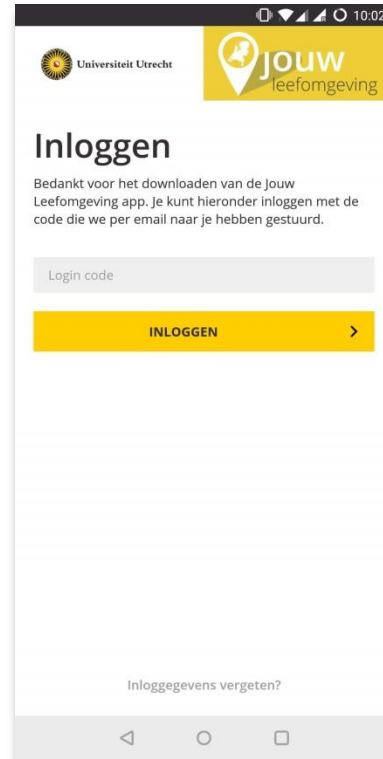 10:02
Universiteit Utrecht
jouw
leefomgeving
Inloggen
Bedankt voor het downloaden van de Jouw
Leefomgeving app. Je kunt hieronder inloggen met de
code die we per email naar je hebben gestuurd.
Login code
INLOGGEN
Inloggegevens vergeten?